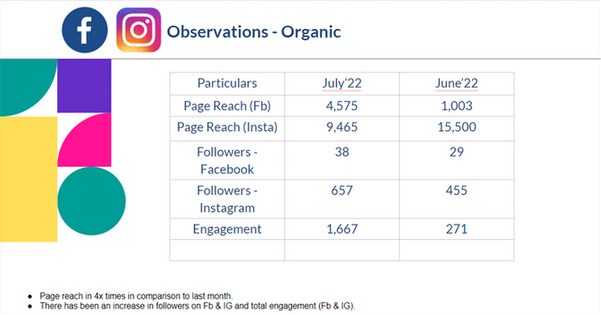 Observations - Organic
Particulars July'22 June'22
Page Reach (Fb) 4,575 1,003
Page Reach (Insta) 9,465 15,500
Followers -
Facebook 38 29
Followers -
Instagram 657 455
Engagement 1,667 271
● Page reach in 4x times in comparison to last month.
● There has been an increase in followers on Fb & IG and total engagement (Fb & IG).